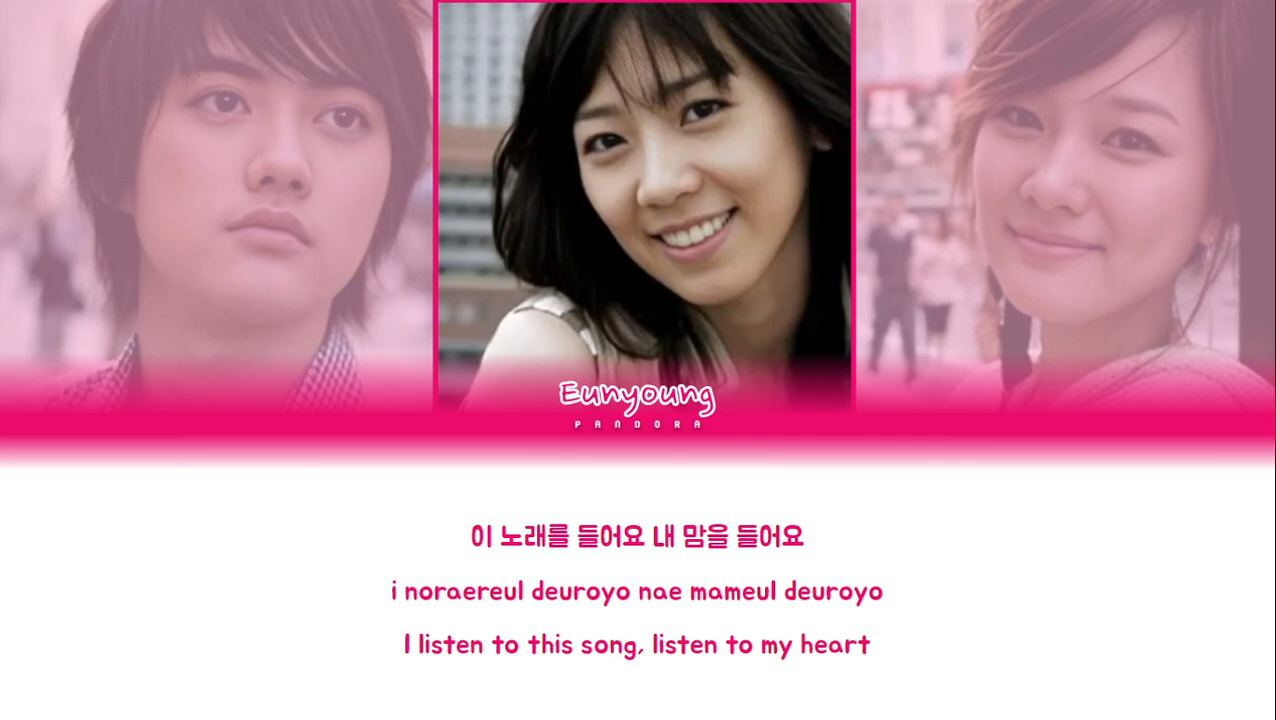 Eunyoung
PANDORA
이 노래를 들어요 내 맘을 들어요
i noraereul deuroyo nae mameul deuroyo
I listen to this song, listen to my heart